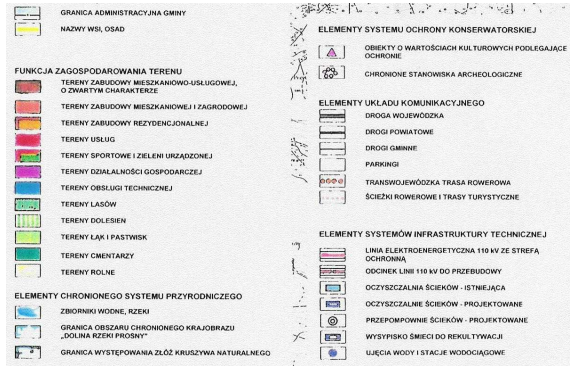 GRANICA ADMINISTRACYJNA GMINY
NAZWY WSI, OSAD
FUNKCJA ZAGOSPODAROWANIA TERENU
TERENY ZABUDOWY MIESZKANIOWO-USŁUGOWEJ,
O ZWARTYM CHARAKTERZE
TERENY ZABUDOWY MIESZKANIOWEJ I ZAGRODOWEJ
TERENY ZABUDOWY REZYDENCJONALNEJ
TERENY USŁUG
TERENY SPORTOWE I ZIELENI URZĄDZONEJ
TERENY DZIAŁALNOŚCI GOSPODARCZEJ
TERENY OBSŁUGI TECHNICZNEJ
TERENY LASÓW
TERENY DOLESIEN
TERENY ŁĄK I PASTWISK
TERENY CMENTARZY
TERENY ROLNE
ELEMENTY CHRONIONEGO SYSTEMU PRZYRODNICZEGO
ZBIORNIKI WODNE, RZEKI
GRANICA OBSZARU CHRONIONEGO KRAJOBRAZU
„DOLINA RZEKI PROSNY"
GRANICA WYSTĘPOWANIA ZŁÓŻ KRUSZYWA NATURALNEGO
ELEMENTY SYSTEMU OCHRONY KONSERWATORSKIEJ
OBIEKTY O WARTOŚCIACH KULTUROWYCH PODLEGAJĄCE
OCHRONIE
CHRONIONE STANOWISKA ARCHEOLOGICZNE
ELEMENTY UKŁADU KOMUNIKACYJNEGO
DROGA WOJEWÓDZKA
DROGI POWIATOWE
DROGI GMINNE
PARKINGI
TRANSWOJEWÓDZKA TRASA ROWEROWA
ŚCIEŻKI ROWEROWE I TRASY TURYSTYCZNE
ELEMENTY SYSTEMÓW INFRASTRUKTURY TECHNICZNEJ
LINIA ELEKTROENERGETYCZNA 110 kV ZE STREFĄ
OCHRONNĄ
ODCINEK LINII 110 kV DO PRZEBUDOWY
OCZYSZCZALNIA ŚCIEKÓW - ISTNIEJĄCA
OCZYSZCZALNIE ŚCIEKÓW - PROJEKTOWANE
PRZEPOMPOWNIE ŚCIEKÓW - PROJEKTOWANE
WYSYPISKO ŚMIECI DO REKULTYWACJI
UJĘCIA WODY I STACJE WODOCIĄGOWE